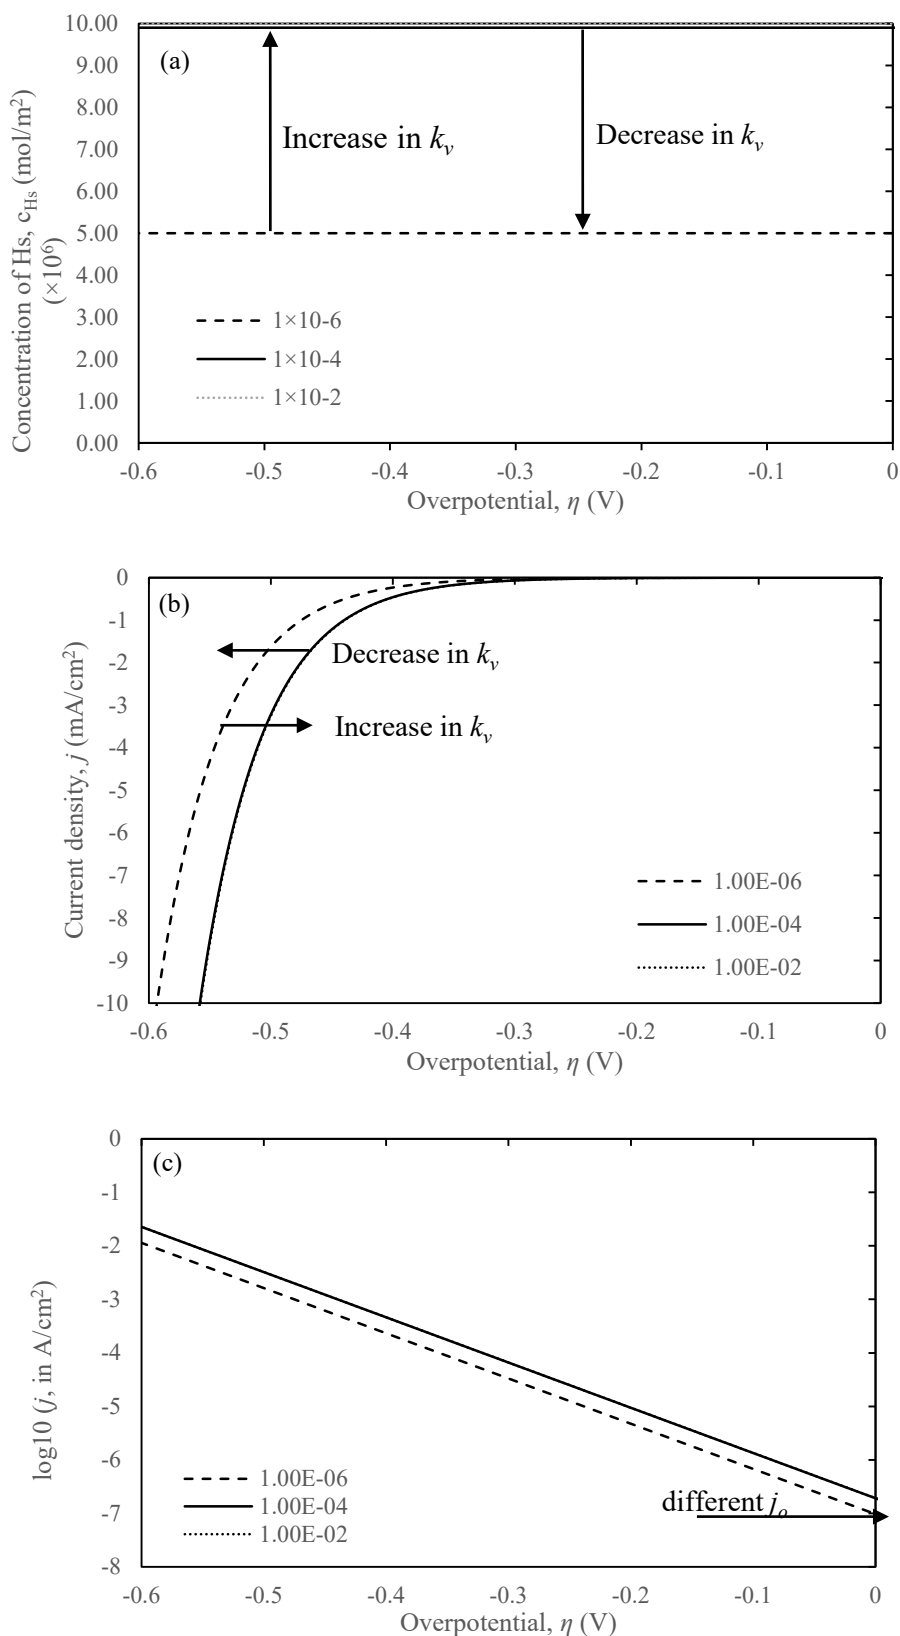 (a)
Concentration of Hs, c_Hs (mol/m²)
(×10⁶)
10.00
9.00
8.00
7.00
6.00
5.00
4.00
3.00
2.00
1.00
0.00
Increase in k_v
Decrease in k_v
1×10-6
1×10-4
1×10-2
-0.6 -0.5 -0.4 -0.3 -0.2 -0.1 0
Overpotential, η (V)
(b)
Current density, j (mA/cm²)
0
-1
-2
-3
-4
-5
-6
-7
-8
-9
-10
Decrease in k_v
Increase in k_v
1.00E-06
1.00E-04
1.00E-02
-0.6 -0.5 -0.4 -0.3 -0.2 -0.1 0
Overpotential, η (V)
(c)
log10 (j, in A/cm²)
0
-1
-2
-3
-4
-5
-6
-7
-8
1.00E-06
1.00E-04
1.00E-02
different j_o
-0.6 -0.5 -0.4 -0.3 -0.2 -0.1 0
Overpotential, η (V)